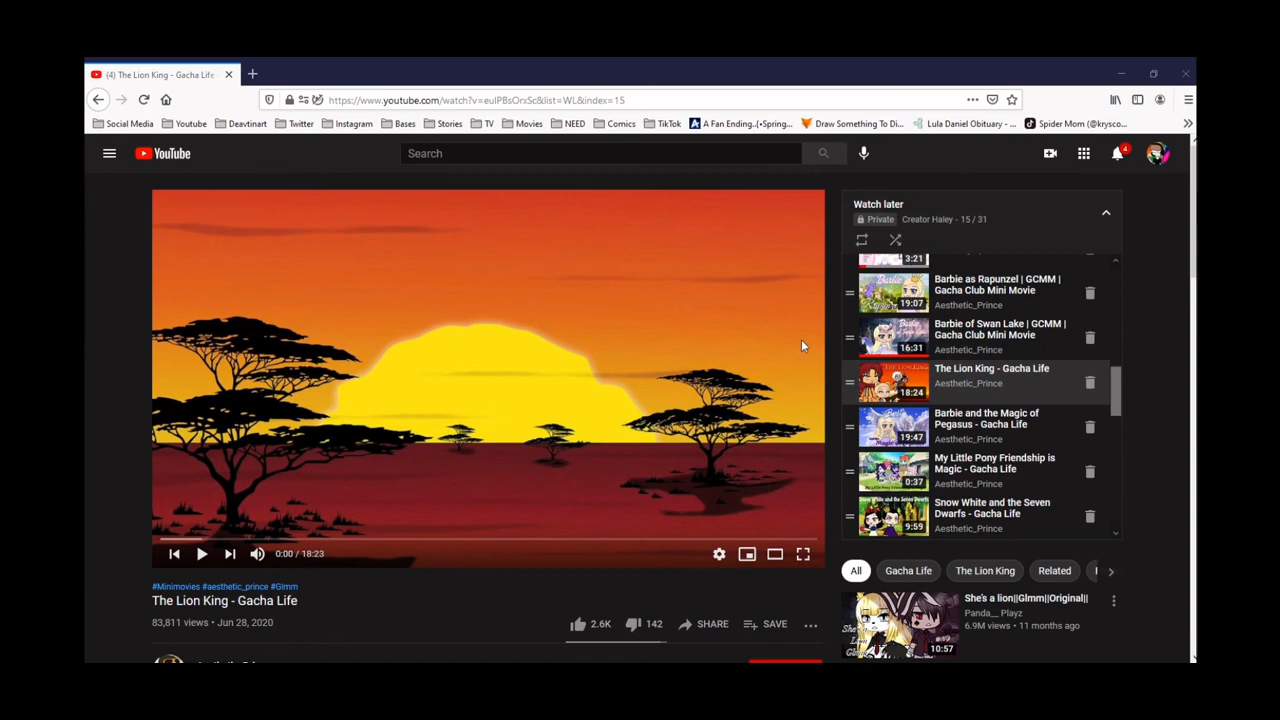 (4) The Lion King - Gacha Life -
https://www.youtube.com/watch?v=euIPBsOrxSc&list=WL&index=15
Social Media Youtube Deavtinart Twitter Instagram Bases Stories TV Movies NEED Comics TikTok A Fan Ending..(•Spring... Draw Something To Di... Lula Daniel Obituary - ... Spider Mom (@krysco...
YouTube
Search
4
Watch later
Private Creator Haley - 15 / 31
3:21
Barbie as Rapunzel | GCMM |
Gacha Club Mini Movie
Aesthetic_Prince
19:07
Barbie of Swan Lake | GCMM |
Gacha Club Mini Movie
Aesthetic_Prince
16:31
The Lion King - Gacha Life
Aesthetic_Prince
18:24
Barbie and the Magic of
Pegasus - Gacha Life
Aesthetic_Prince
19:47
My Little Pony Friendship is
Magic - Gacha Life
Aesthetic_Prince
0:37
Snow White and the Seven
Dwarfs - Gacha Life
Aesthetic_Prince
9:59
0:00 / 18:23
#Minimovies #aesthetic_prince #Glmm
The Lion King - Gacha Life
83,811 views • Jun 28, 2020
2.6K 142 SHARE SAVE
All Gacha Life The Lion King Related
She's a lion||Glmm||Original||
Panda__ Playz
6.9M views • 11 months ago
10:57